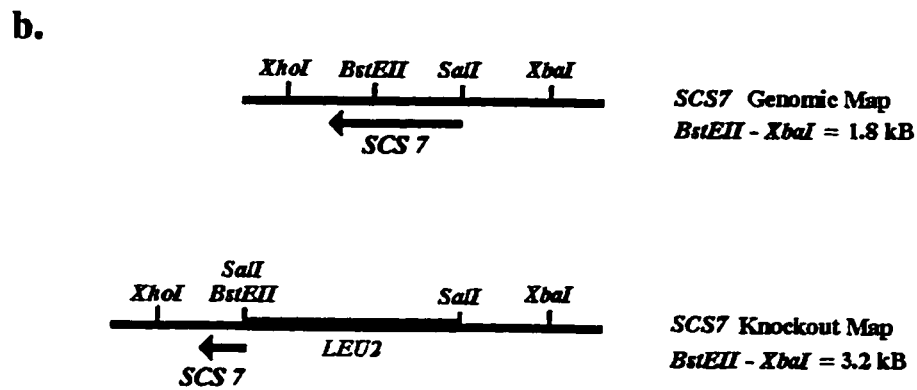 b.
XhoI BstEII SalI XbaI
SCS7 Genomic Map
BstEII - XbaI = 1.8 kB
SCS 7
SalI
XhoI BstEII SalI XbaI
SCS7 Knockout Map
LEU2
BstEII - XbaI = 3.2 kB
SCS 7